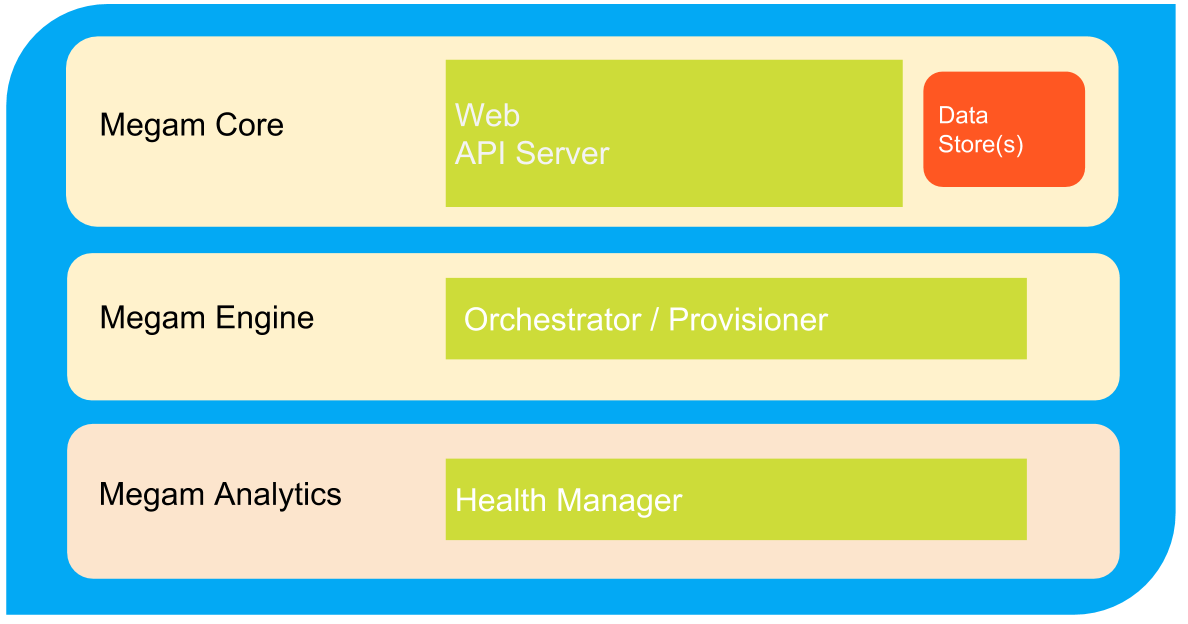 Megam Core
Web
API Server
Data
Store(s)
Megam Engine
Orchestrator / Provisioner
Megam Analytics
Health Manager